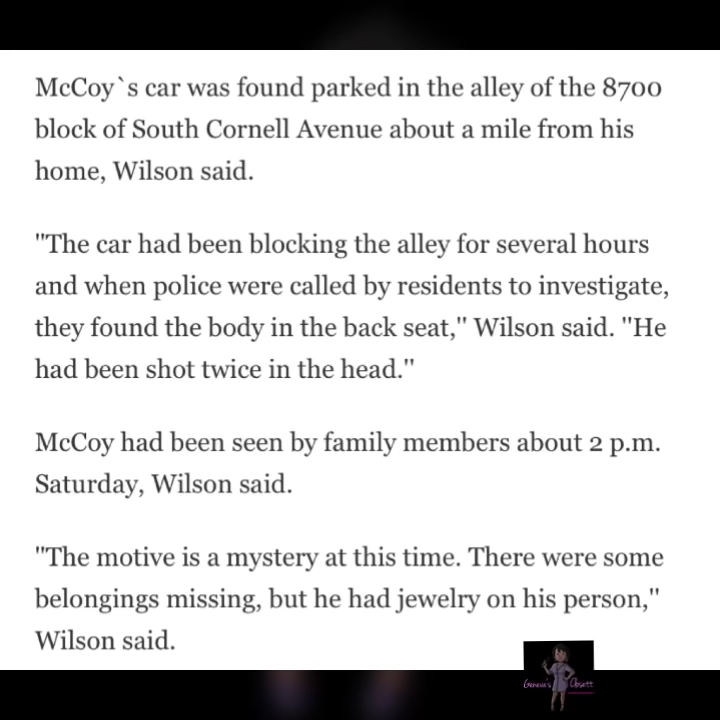 McCoy`s car was found parked in the alley of the 8700
block of South Cornell Avenue about a mile from his
home, Wilson said.
"The car had been blocking the alley for several hours
and when police were called by residents to investigate,
they found the body in the back seat," Wilson said. "He
had been shot twice in the head."
McCoy had been seen by family members about 2 p.m.
Saturday, Wilson said.
"The motive is a mystery at this time. There were some
belongings missing, but he had jewelry on his person,"
Wilson said.